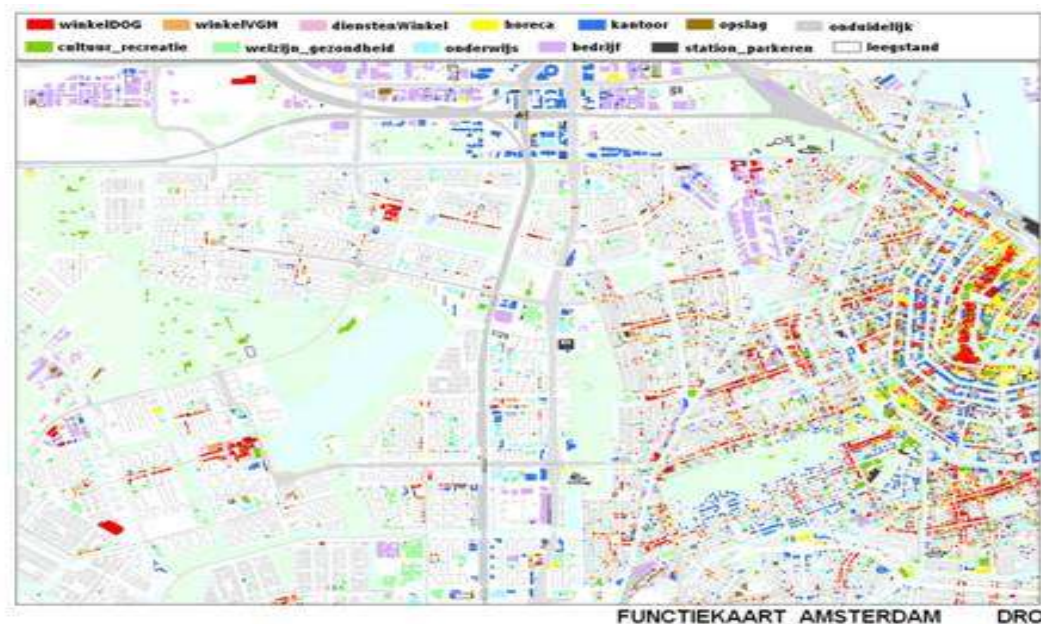 winkelDOG winkelVGM dienstenWinkel horeca kantoor opslag onduidelijk
cultuur_recreatie welzijn_gezondheid onderwijs bedrijf station_parkeren leegstand
FUNCTIEKAART AMSTERDAM DRO